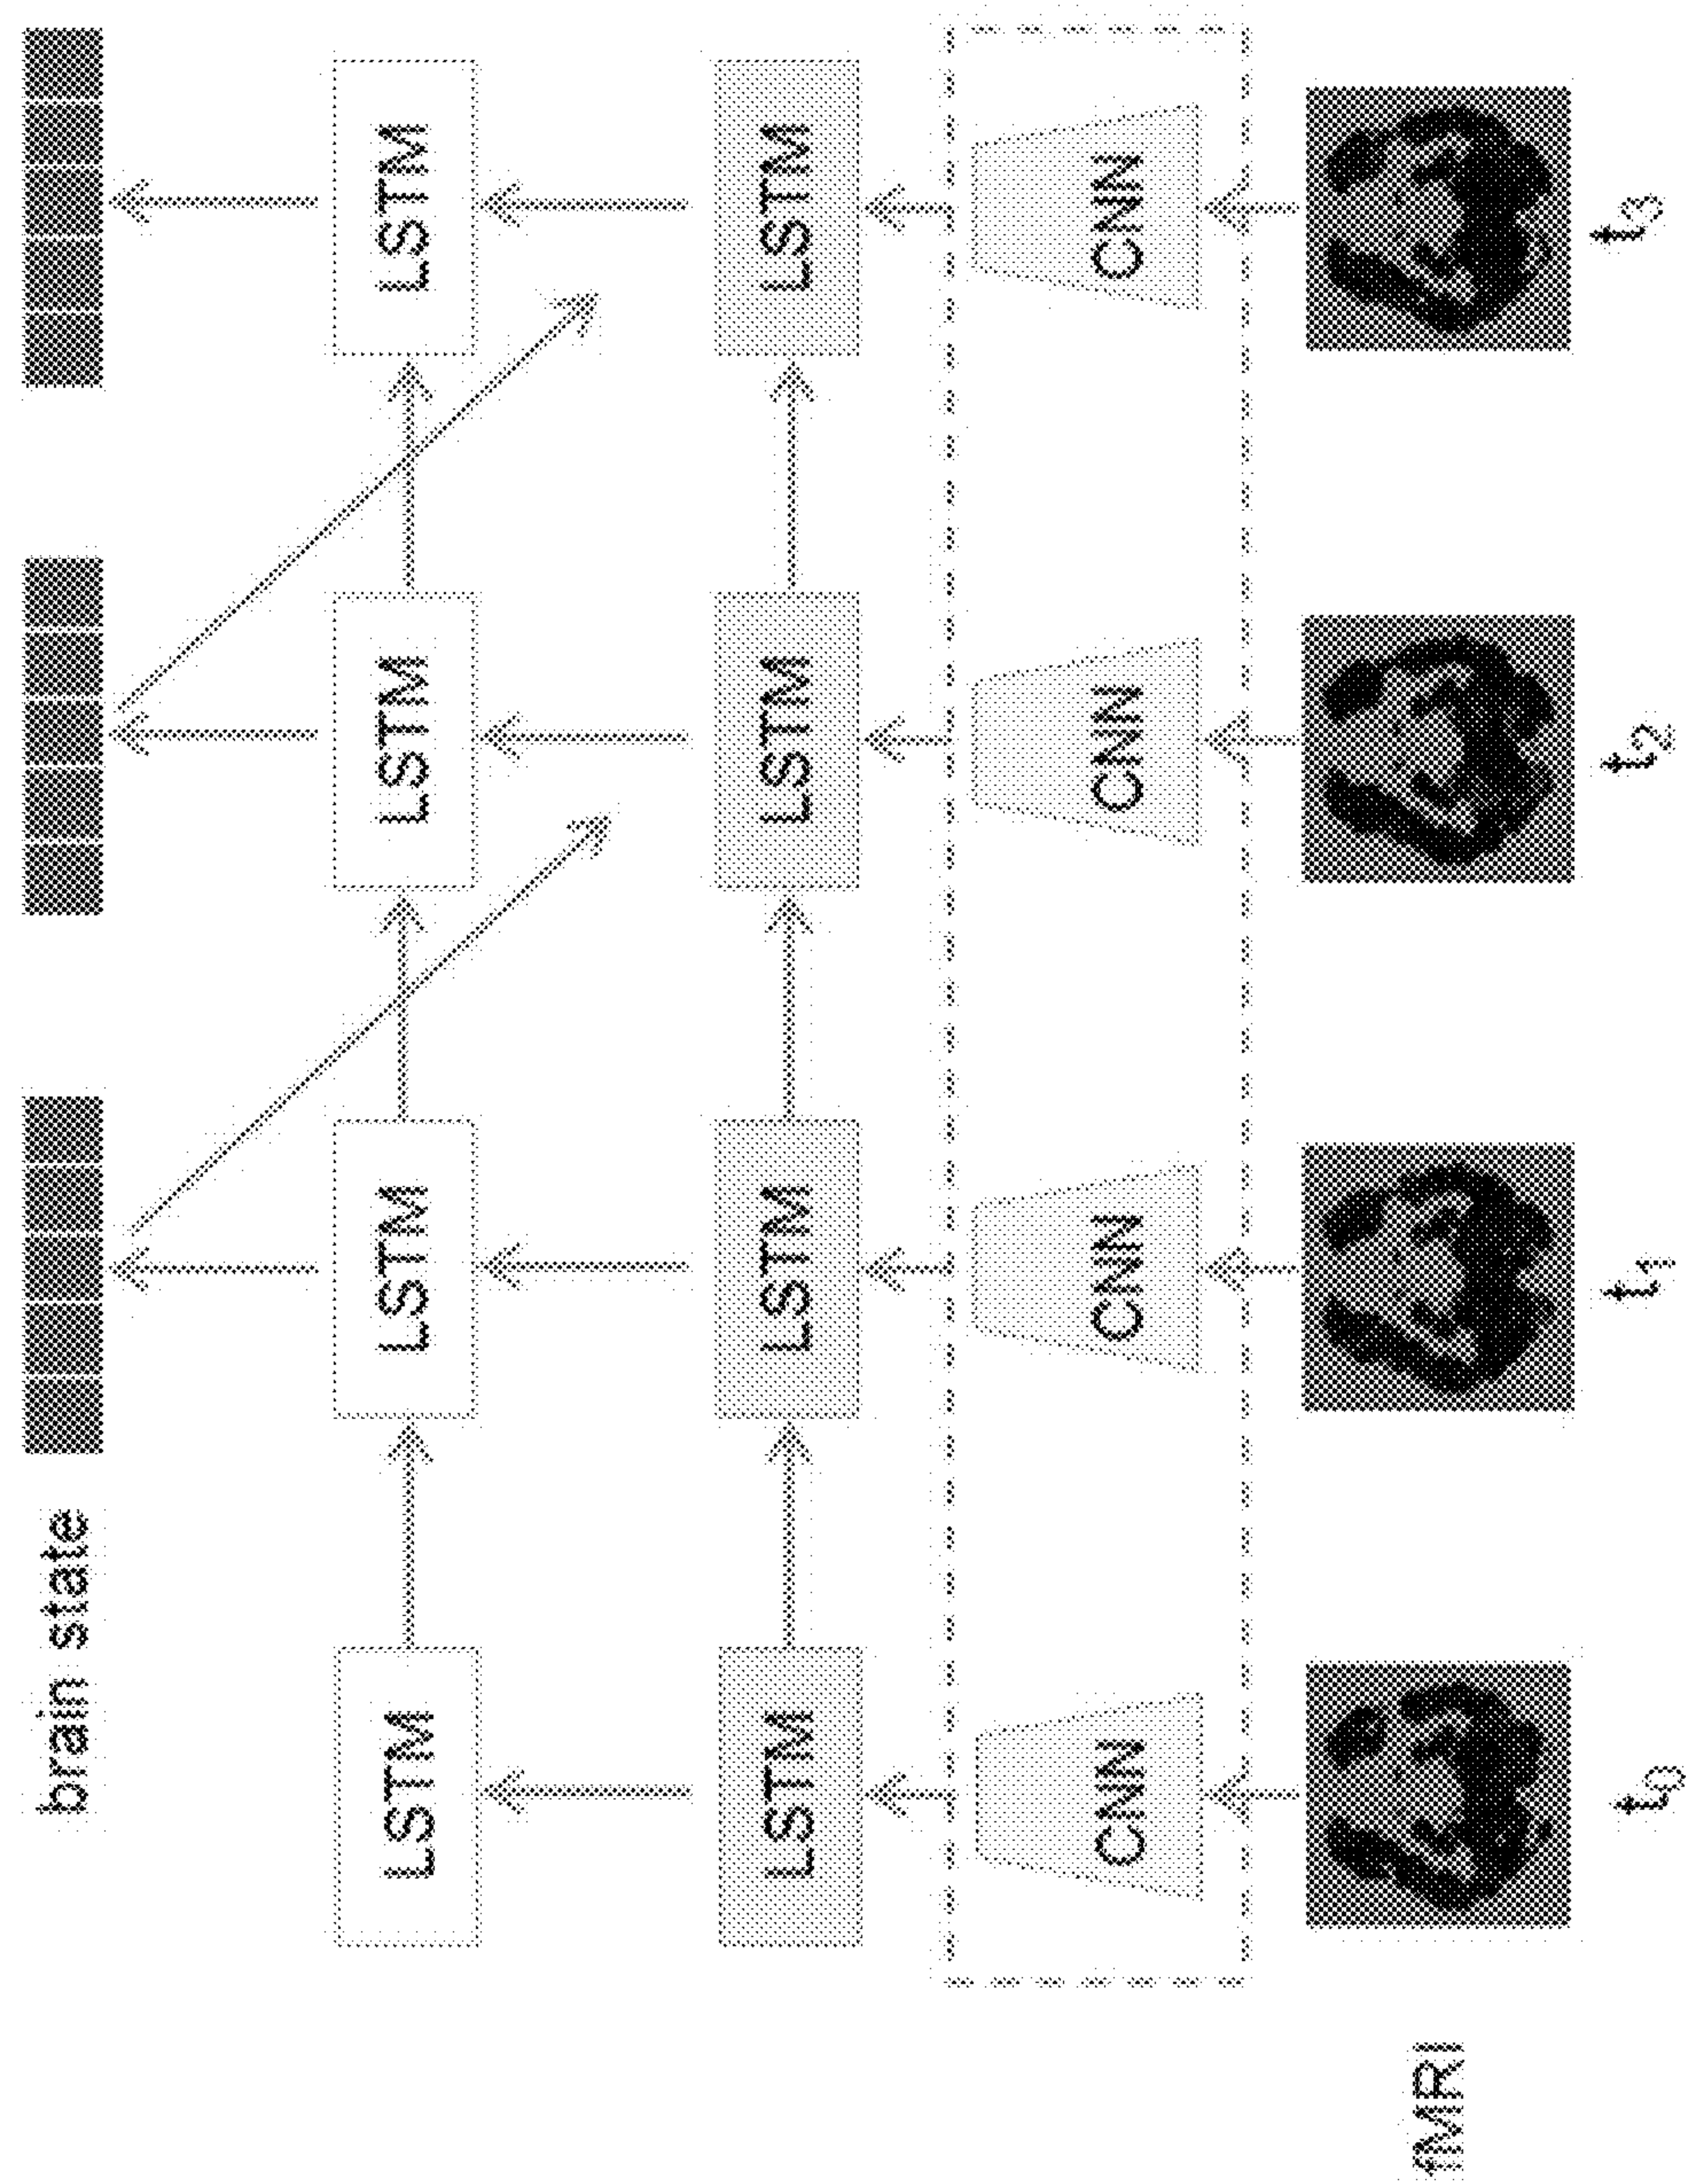 brain state
LSTM LSTM LSTM LSTM
LSTM LSTM LSTM LSTM
CNN CNN CNN CNN
fMRI
t0 t1 t2 t3